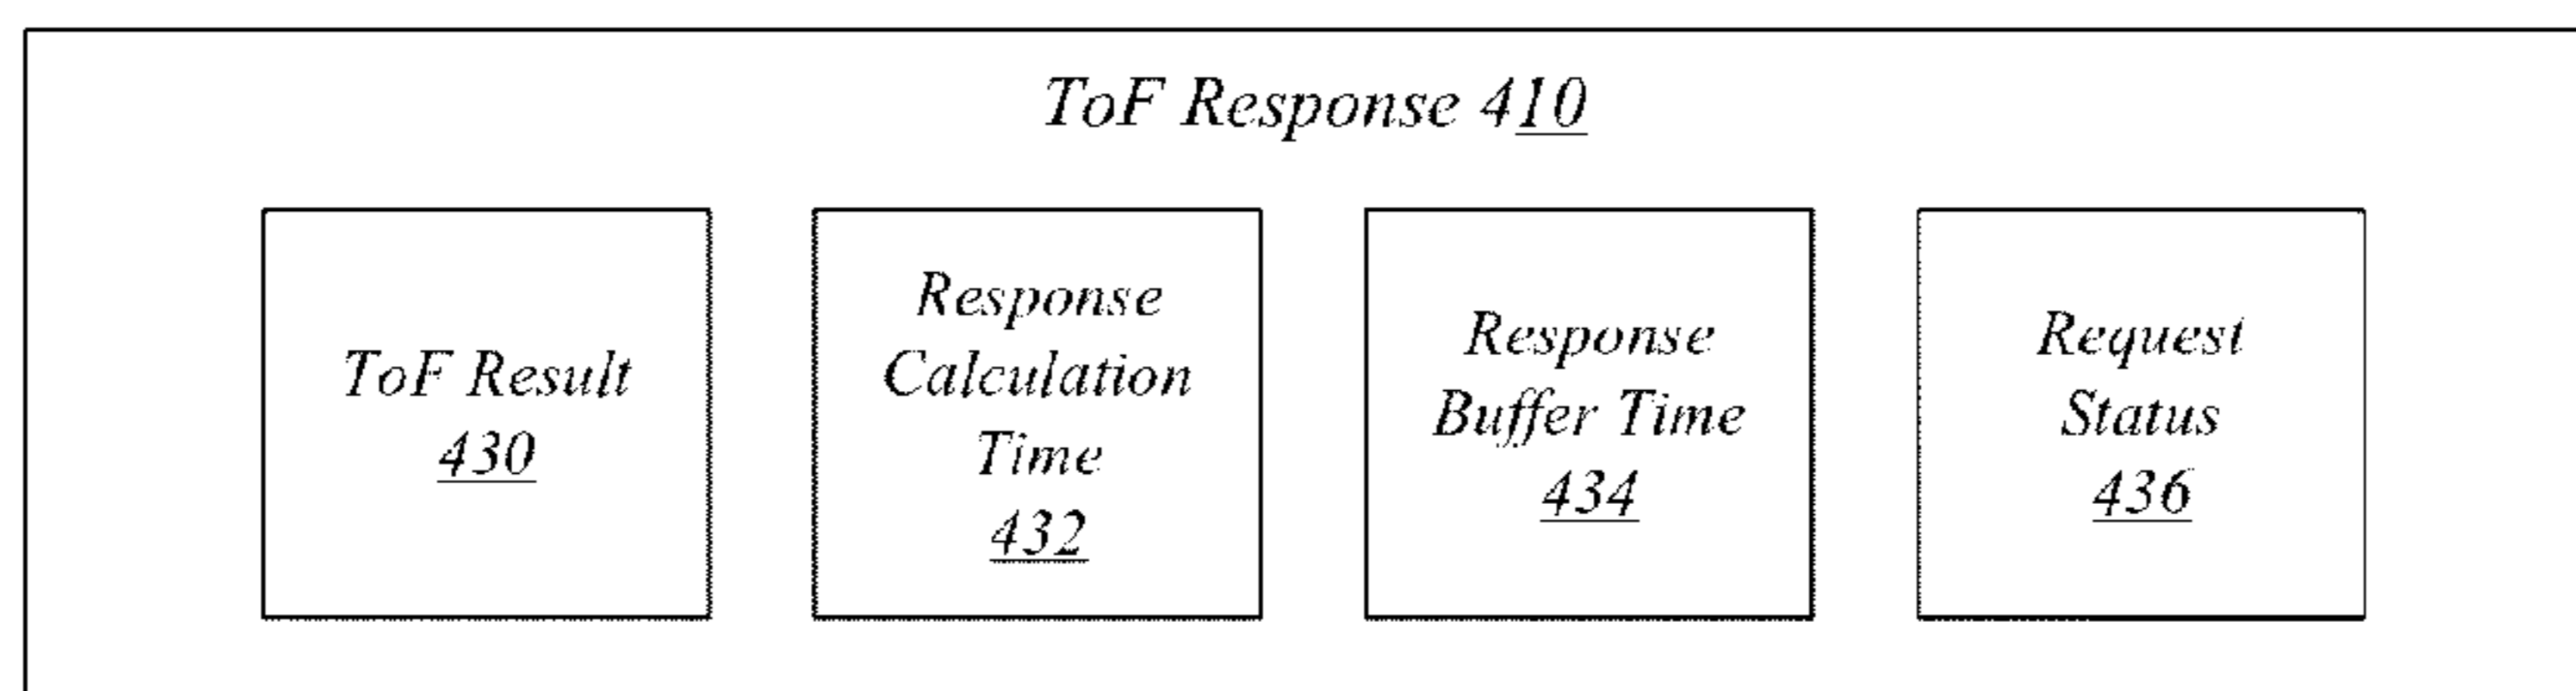 ToF Response 410
ToF Result
430
Response
Calculation
Time
432
Response
Buffer Time
434
Request
Status
436